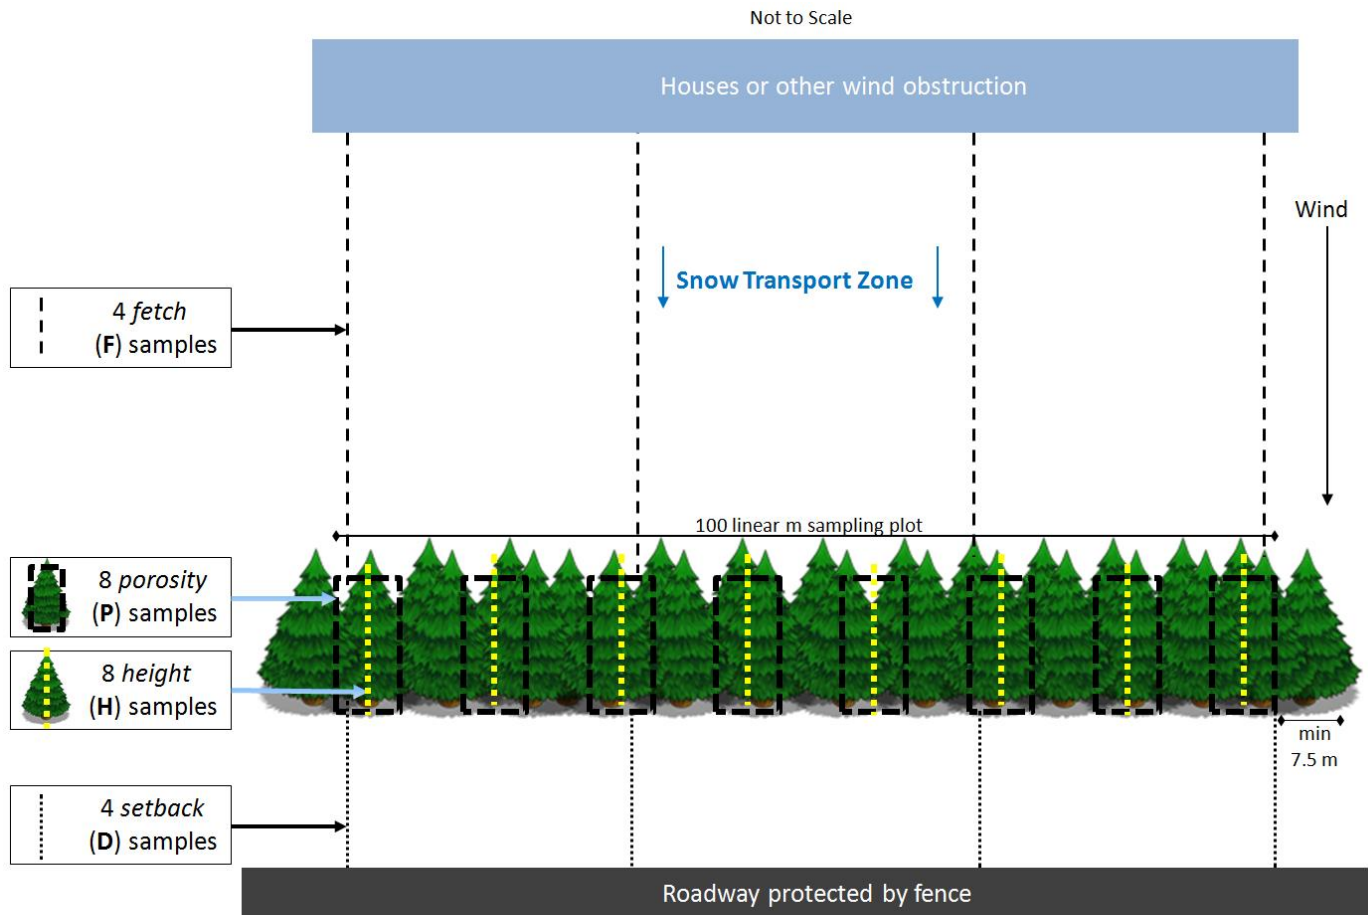 Not to Scale
Houses or other wind obstruction
Wind
Snow Transport Zone
4 fetch
(F) samples
100 linear m sampling plot
8 porosity
(P) samples
8 height
(H) samples
min
7.5 m
4 setback
(D) samples
Roadway protected by fence